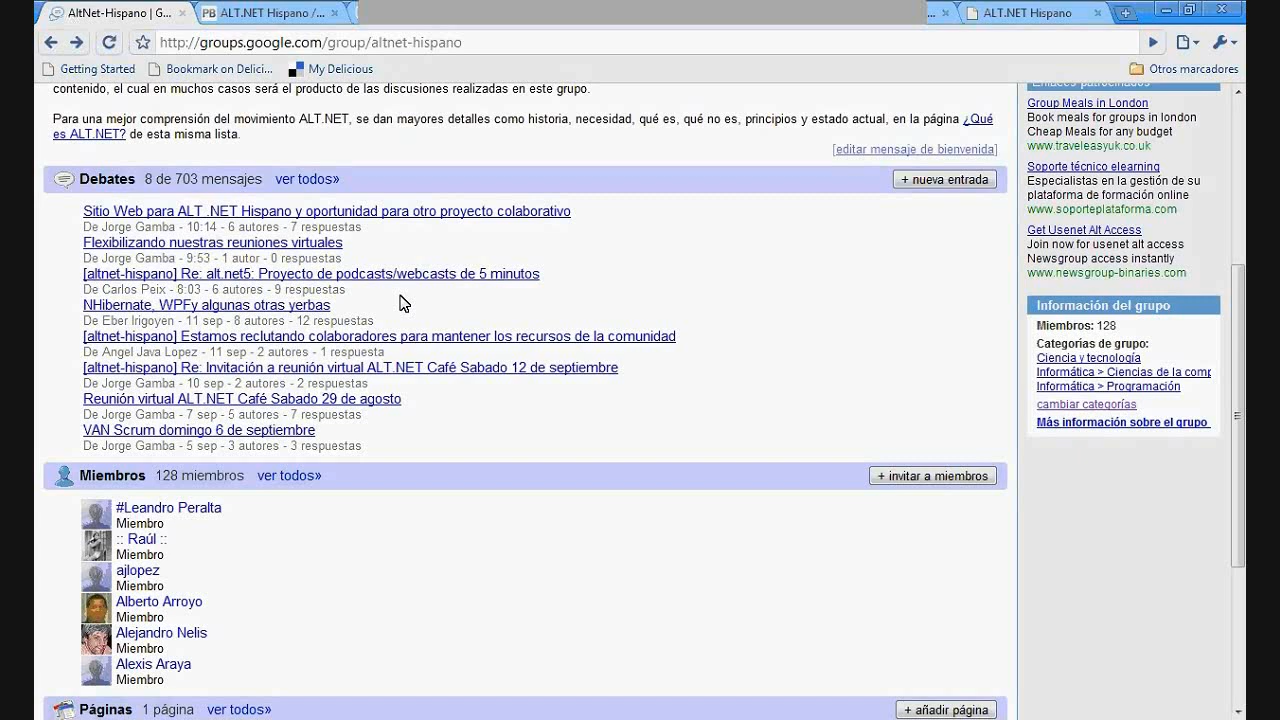 AltNet-Hispano | G...
ALT.NET Hispano /...
...
ALT.NET Hispano
http://groups.google.com/group/altnet-hispano
Getting Started
Bookmark on Delici...
My Delicious
Otros marcadores
contenido, el cual en muchos casos será el producto de las discusiones realizadas en este grupo.
Para una mejor comprensión del movimiento ALT.NET, se dan mayores detalles como historia, necesidad, qué es, qué no es, principios y estado actual, en la página ¿Qué
es ALT.NET? de esta misma lista.
[editar mensaje de bienvenida]
Debates 8 de 703 mensajes ver todos»
+ nueva entrada
Sitio Web para ALT .NET Hispano y oportunidad para otro proyecto colaborativo
De Jorge Gamba - 10:14 - 6 autores - 7 respuestas
Flexibilizando nuestras reuniones virtuales
De Jorge Gamba - 9:53 - 1 autor - 0 respuestas
[altnet-hispano] Re: alt.net5: Proyecto de podcasts/webcasts de 5 minutos
De Carlos Peix - 8:03 - 6 autores - 9 respuestas
NHibernate, WPFy algunas otras yerbas
De Eber Irigoyen - 11 sep - 8 autores - 12 respuestas
[altnet-hispano] Estamos reclutando colaboradores para mantener los recursos de la comunidad
De Angel Java Lopez - 11 sep - 2 autores - 1 respuesta
[altnet-hispano] Re: Invitación a reunión virtual ALT.NET Café Sabado 12 de septiembre
De Jorge Gamba - 10 sep - 2 autores - 2 respuestas
Reunión virtual ALT.NET Café Sabado 29 de agosto
De Jorge Gamba - 7 sep - 5 autores - 7 respuestas
VAN Scrum domingo 6 de septiembre
De Jorge Gamba - 5 sep - 3 autores - 3 respuestas
Miembros 128 miembros ver todos»
+ invitar a miembros
#Leandro Peralta
Miembro
:: Raúl ::
Miembro
ajlopez
Miembro
Alberto Arroyo
Miembro
Alejandro Nelis
Miembro
Alexis Araya
Miembro
Páginas 1 página ver todos»
+ añadir página
Enlaces patrocinados
Group Meals in London
Book meals for groups in london
Cheap Meals for any budget
www.traveleasyuk.co.uk
Soporte técnico elearning
Especialistas en la gestión de su
plataforma de formación online
www.soporteplataforma.com
Get Usenet Alt Access
Join now for usenet alt access
Newsgroup access instantly
www.newsgroup-binaries.com
Información del grupo
Miembros: 128
Categorías de grupo:
Ciencia y tecnología
Informática > Ciencias de la comp
Informática > Programación
cambiar categorías
Más información sobre el grupo